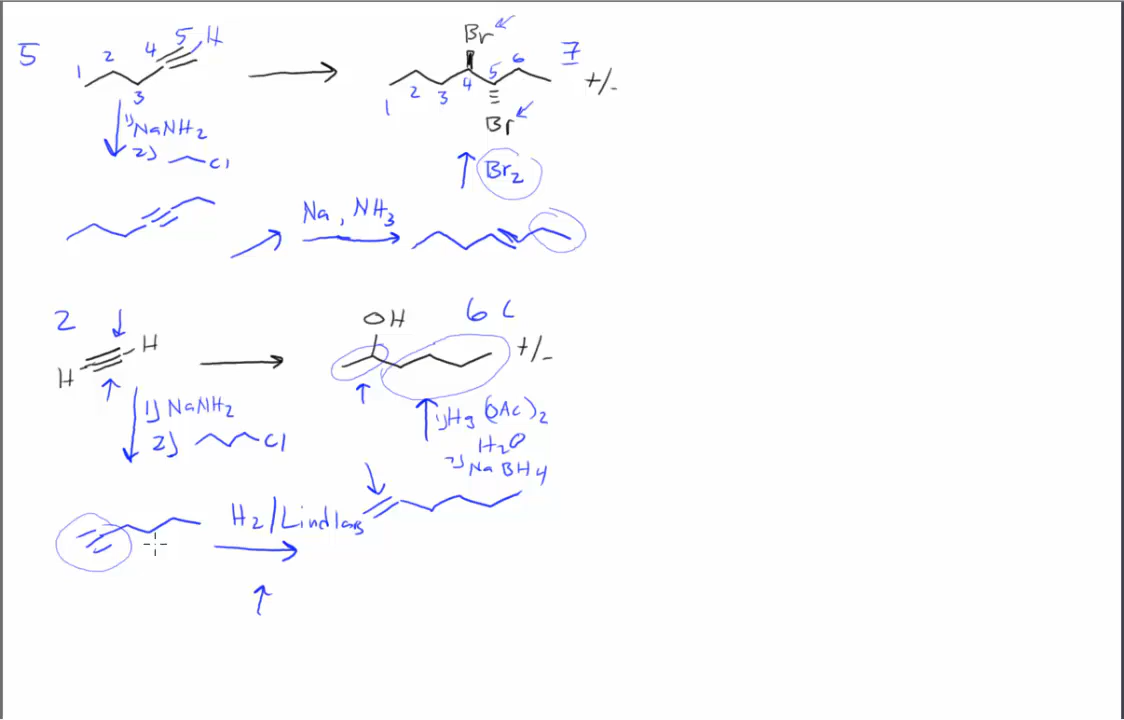 5
1 2 3 4 5 H
Br
1 2 3 4 5 6 7
Br
+/-
1) NaNH2
2) Cl
Br2
Na, NH3
2
H H
OH
6 C
+/-
1) NaNH2
2) Cl
1) Hg(OAc)2
H2O
2) NaBH4
H2/Lindlars